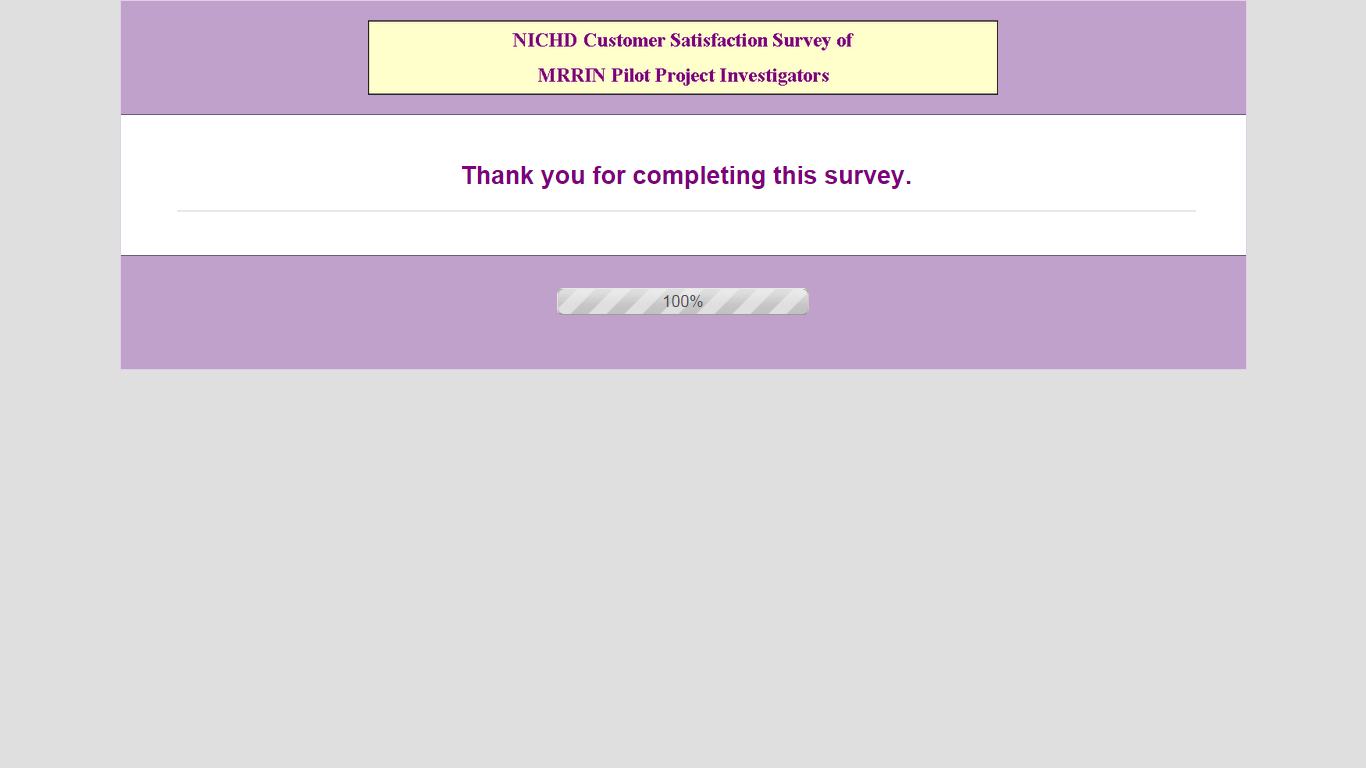 NICHD Customer Satisfaction Survey of
MRRIN Pilot Project Investigators
Thank you for completing this survey.
100%